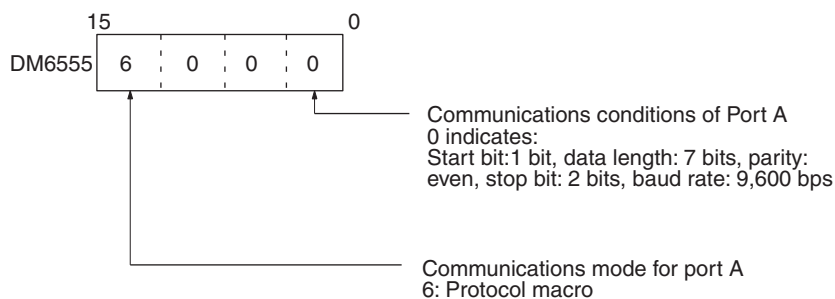 15 0
DM6555 6 0 0 0
Communications conditions of Port A
0 indicates:
Start bit:1 bit, data length: 7 bits, parity:
even, stop bit: 2 bits, baud rate: 9,600 bps
Communications mode for port A
6: Protocol macro